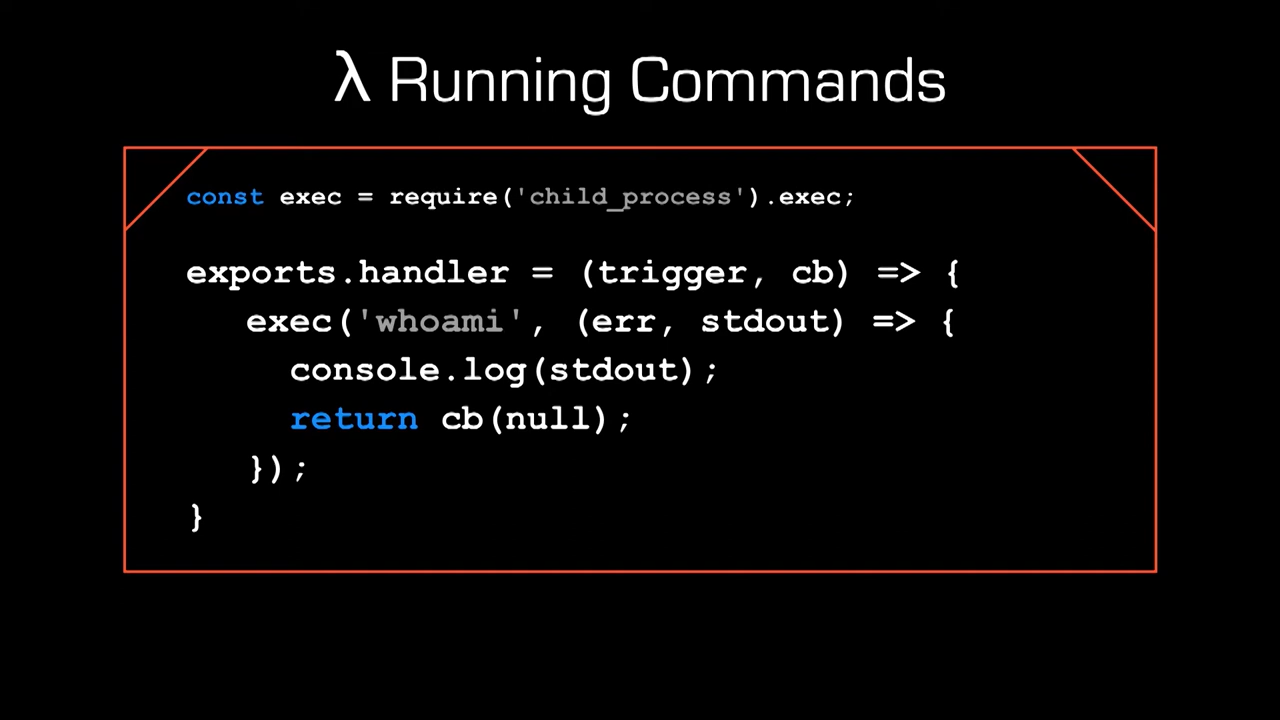 λ Running Commands
const exec = require('child_process').exec;
exports.handler = (trigger, cb) => {
exec('whoami', (err, stdout) => {
console.log(stdout);
return cb(null);
});
}